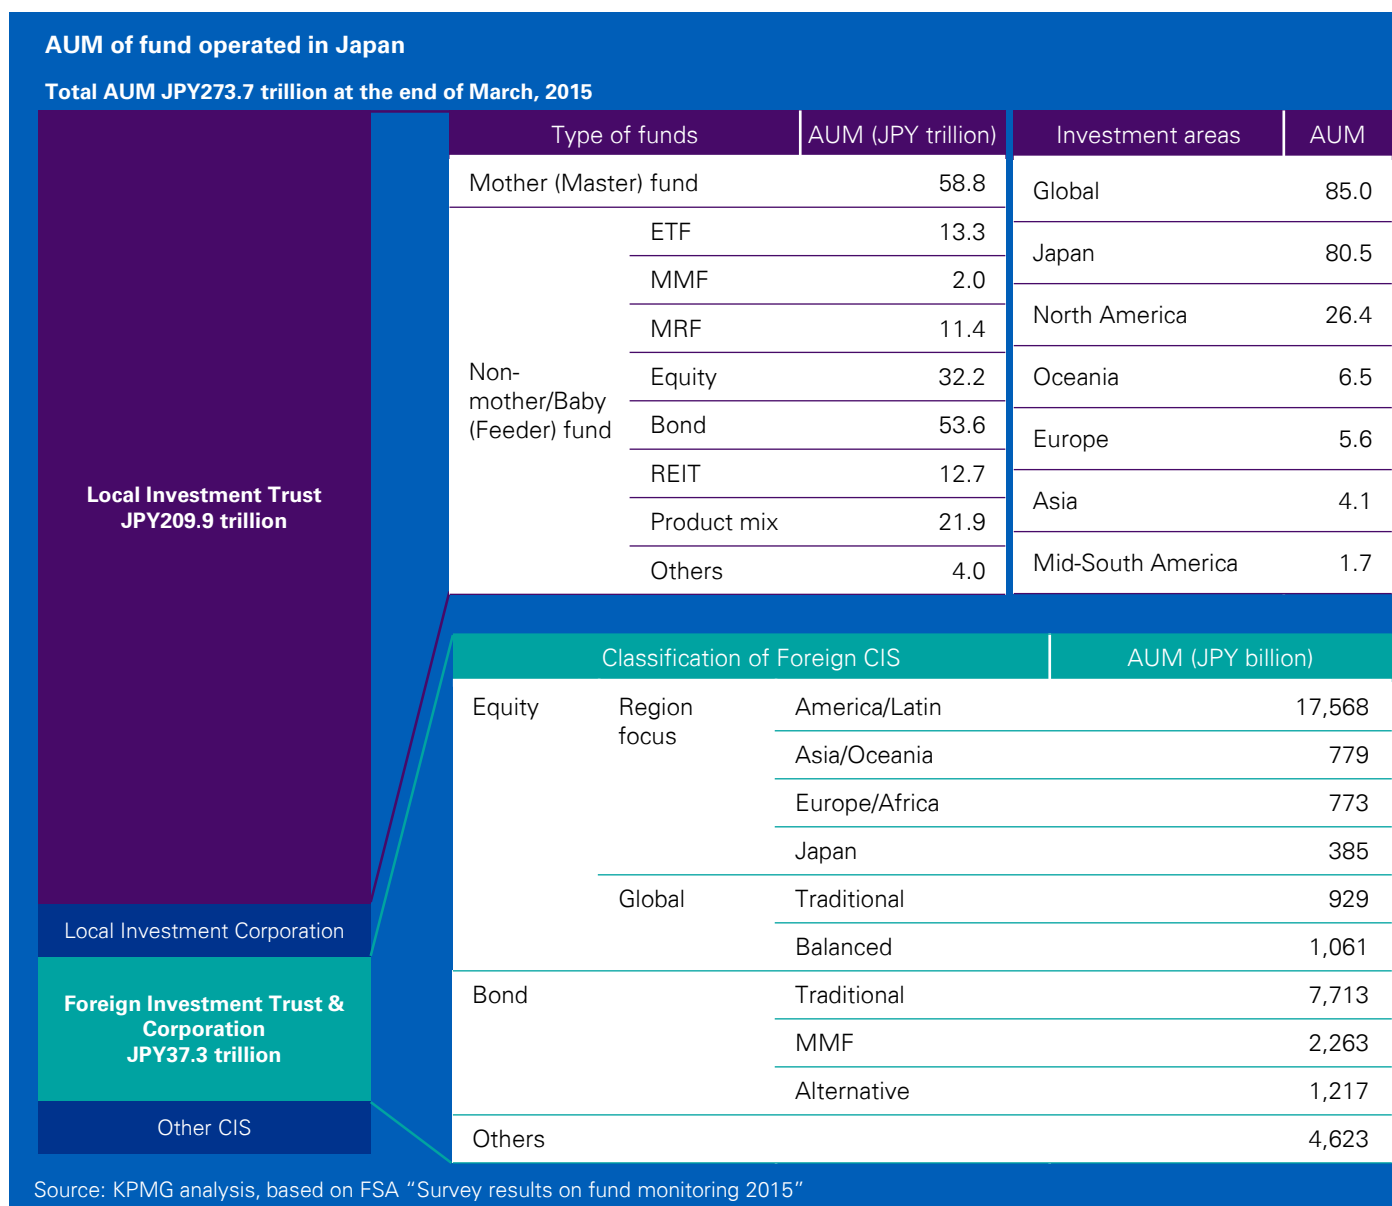 AUM of fund operated in Japan
Total AUM JPY273.7 trillion at the end of March, 2015
Type of funds AUM (JPY trillion) Investment areas AUM
Mother (Master) fund 58.8
Non-
mother/Baby
(Feeder) fund
ETF 13.3
MMF 2.0
MRF 11.4
Equity 32.2
Bond 53.6
REIT 12.7
Product mix 21.9
Others 4.0
Global 85.0
Japan 80.5
North America 26.4
Oceania 6.5
Europe 5.6
Asia 4.1
Mid-South America 1.7
Local Investment Trust
JPY209.9 trillion
Local Investment Corporation
Foreign Investment Trust &
Corporation
JPY37.3 trillion
Other CIS
Classification of Foreign CIS AUM (JPY billion)
Equity Region
focus
America/Latin 17,568
Asia/Oceania 779
Europe/Africa 773
Japan 385
Global Traditional 929
Balanced 1,061
Bond Traditional 7,713
MMF 2,263
Alternative 1,217
Others 4,623
Source: KPMG analysis, based on FSA “Survey results on fund monitoring 2015”